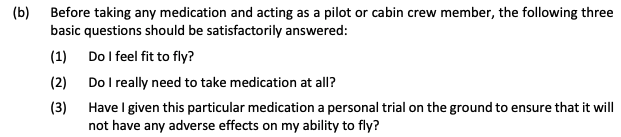 (b) Before taking any medication and acting as a pilot or cabin crew member, the following three
basic questions should be satisfactorily answered:
(1) Do I feel fit to fly?
(2) Do I really need to take medication at all?
(3) Have I given this particular medication a personal trial on the ground to ensure that it will
not have any adverse effects on my ability to fly?